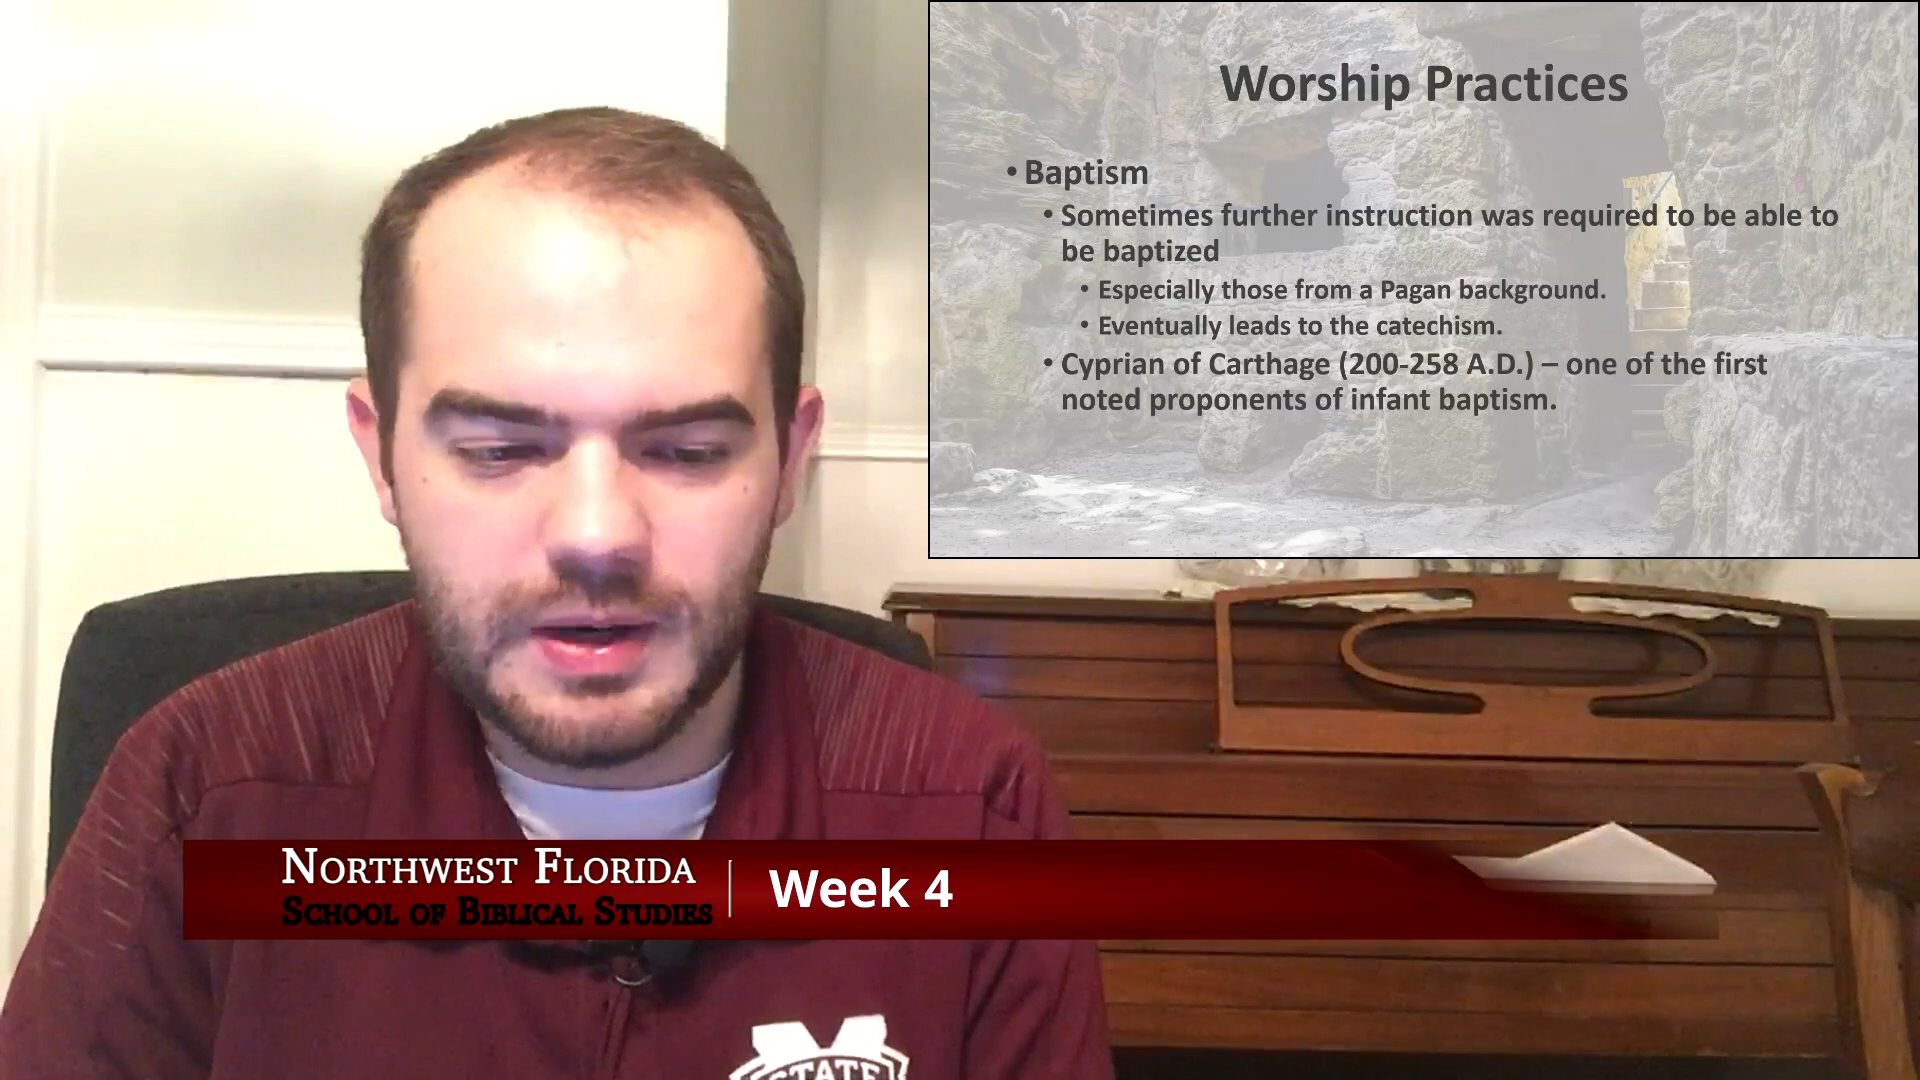 Worship Practices
• Baptism
• Sometimes further instruction was required to be able to
be baptized
• Especially those from a Pagan background.
• Eventually leads to the catechism.
• Cyprian of Carthage (200-258 A.D.) – one of the first
noted proponents of infant baptism.
Northwest Florida
School of Biblical Studies
Week 4
STATE